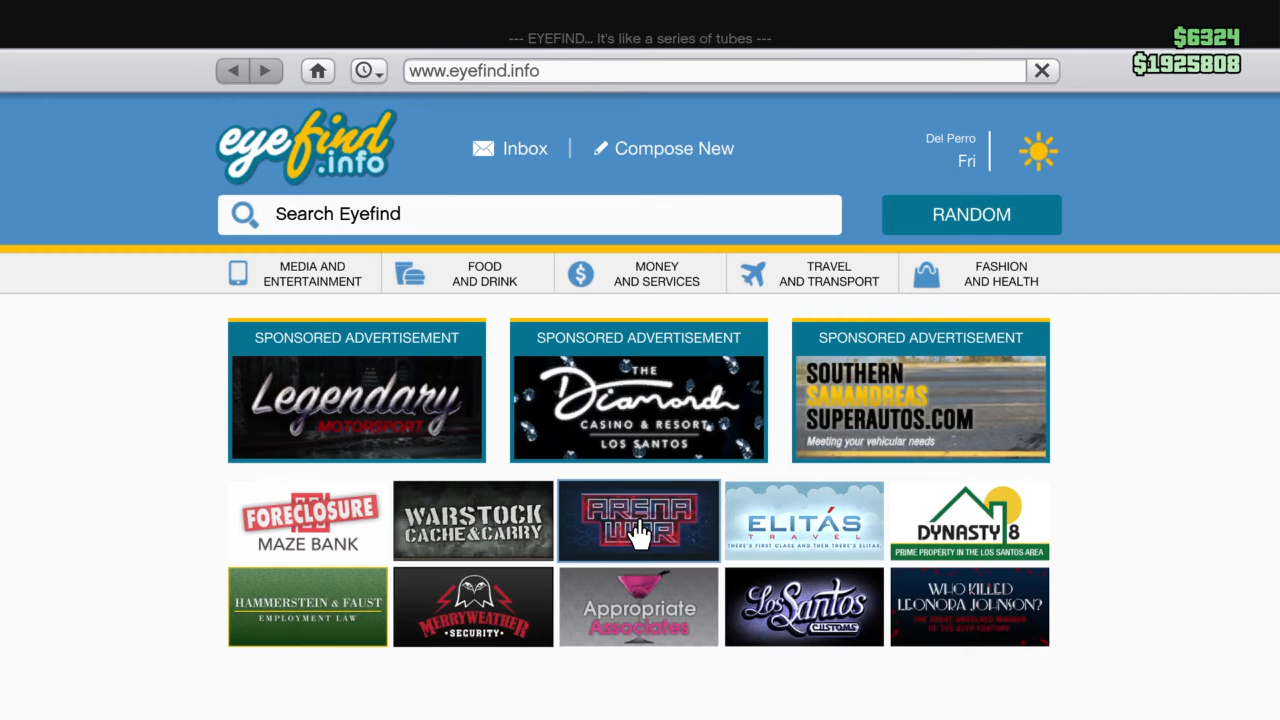 --- EYEFIND... It's like a series of tubes ---
$6324
$1925808
www.eyefind.info
eyefind
.info
Inbox
Compose New
Del Perro
Fri
Search Eyefind
RANDOM
MEDIA AND
ENTERTAINMENT
FOOD
AND DRINK
MONEY
AND SERVICES
TRAVEL
AND TRANSPORT
FASHION
AND HEALTH
SPONSORED ADVERTISEMENT
Legendary
MOTORSPORT
SPONSORED ADVERTISEMENT
THE
Diamond
CASINO & RESORT
LOS SANTOS
SPONSORED ADVERTISEMENT
SOUTHERN
SANANDREAS
SUPERAUTOS.COM
Meeting your vehicular needs
FORECLOSURE
MAZE BANK
WARSTOCK
CACHE & CARRY
ARENA
WAR
ELITÁS
TRAVEL
THERE'S FIRST CLASS AND THEN THERE'S ELITAS.
DYNASTY 8
PRIME PROPERTY IN THE LOS SANTOS AREA
HAMMERSTEIN & FAUST
EMPLOYMENT LAW
MERRYWEATHER
SECURITY
Appropriate
Associates
Los Santos
CUSTOMS
WHO KILLED
LEONORA JOHNSON?
THE GREAT UNSOLVED MURDER
OF THE 20TH CENTURY